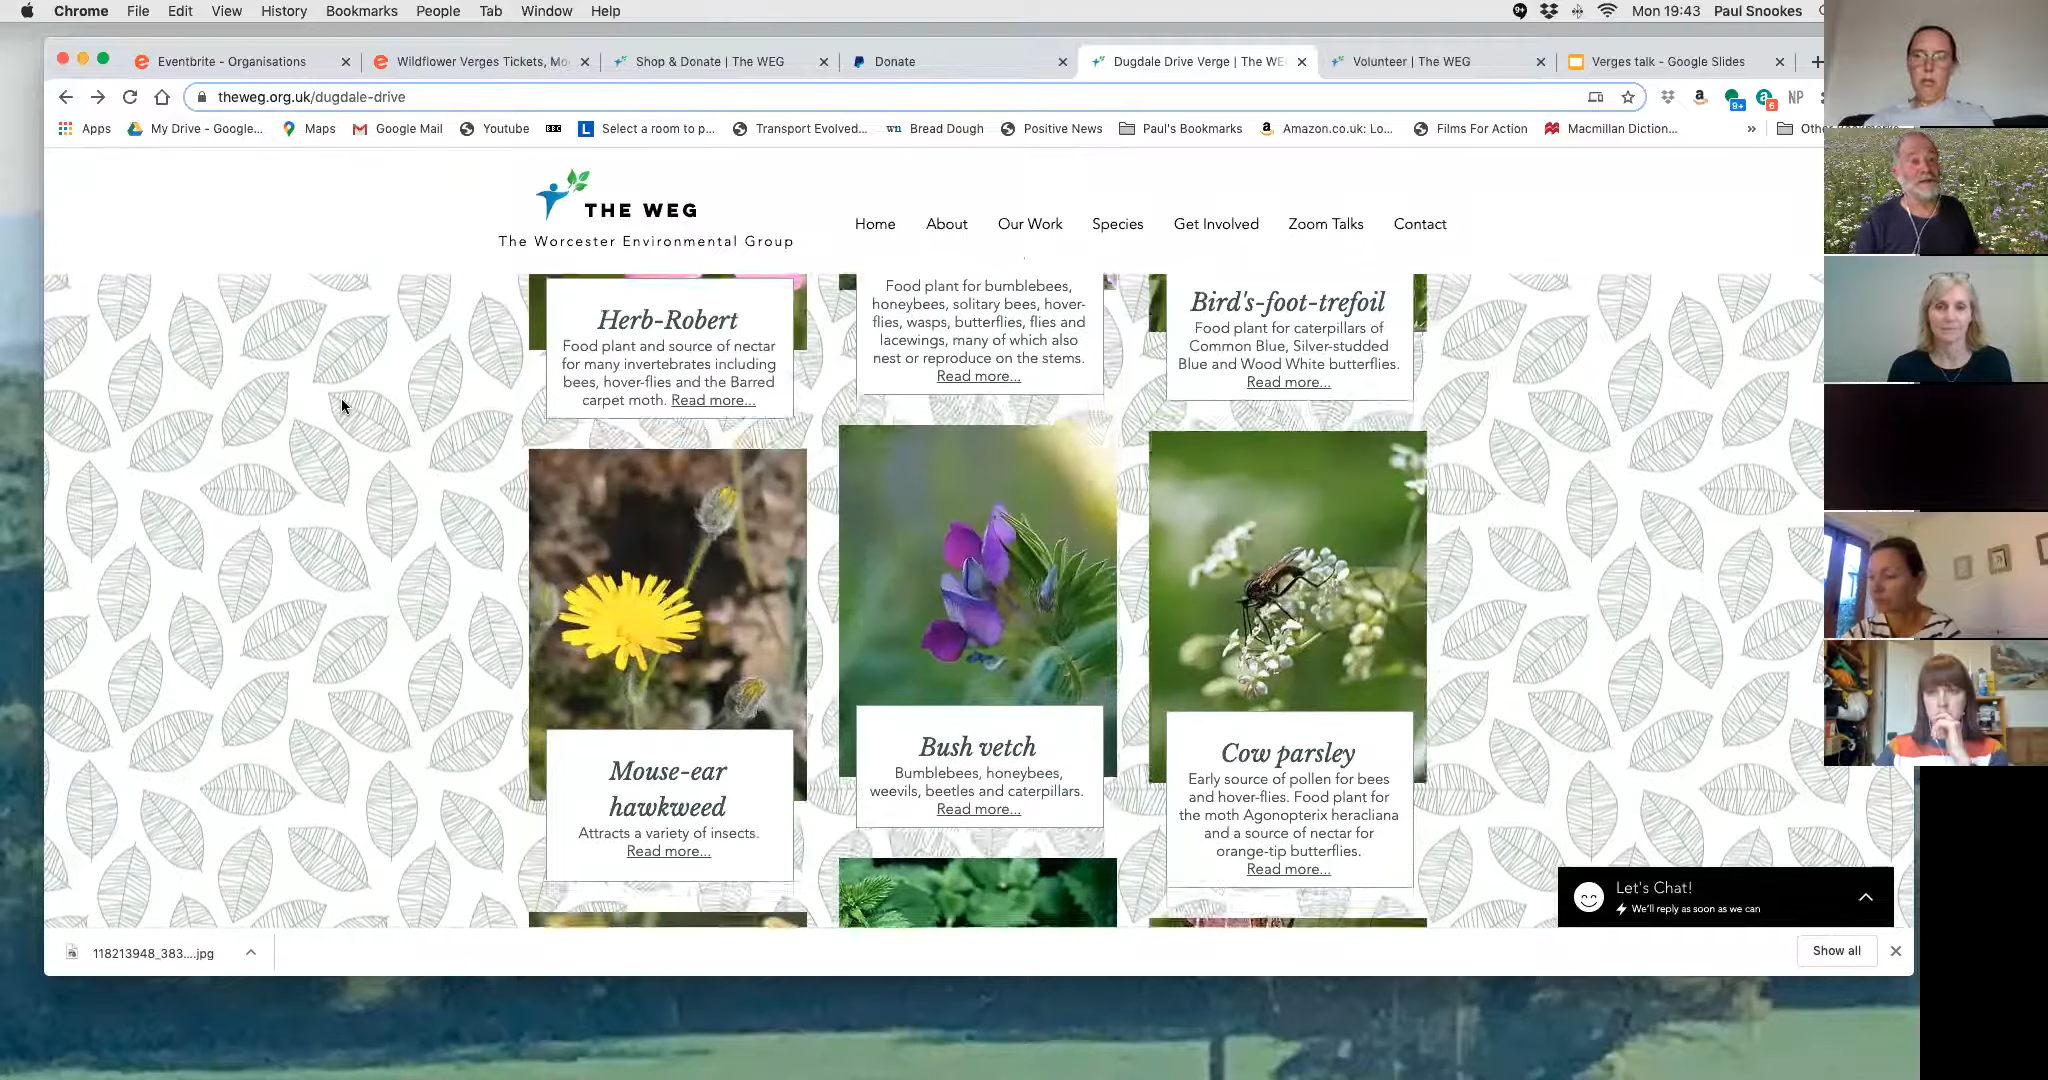 Chrome File Edit View History Bookmarks People Tab Window Help
9+ Mon 19:43 Paul Snookes
Eventbrite - Organisations
Wildflower Verges Tickets, Mo
Shop & Donate | The WEG
Donate
Dugdale Drive Verge | The WE
Volunteer | The WEG
Verges talk - Google Slides
theweg.org.uk/dugdale-drive
9+
6
NP
Apps
My Drive - Google...
Maps
Google Mail
Youtube
BBC
L Select a room to p...
Transport Evolved...
wn Bread Dough
Positive News
Paul's Bookmarks
Amazon.co.uk: Lo...
Films For Action
Macmillan Diction...
»
THE WEG
The Worcester Environmental Group
Home About Our Work Species Get Involved Zoom Talks Contact
Herb-Robert
Food plant and source of nectar
for many invertebrates including
bees, hover-flies and the Barred
carpet moth. Read more...
Food plant for bumblebees,
honeybees, solitary bees, hover-
flies, wasps, butterflies, flies and
lacewings, many of which also
nest or reproduce on the stems.
Read more...
Bird's-foot-trefoil
Food plant for caterpillars of
Common Blue, Silver-studded
Blue and Wood White butterflies.
Read more...
Mouse-ear
hawkweed
Attracts a variety of insects.
Read more...
Bush vetch
Bumblebees, honeybees,
weevils, beetles and caterpillars.
Read more...
Cow parsley
Early source of pollen for bees
and hover-flies. Food plant for
the moth Agonopterix heracliana
and a source of nectar for
orange-tip butterflies.
Read more...
Let's Chat!
We'll reply as soon as we can
118213948_383....jpg
Show all